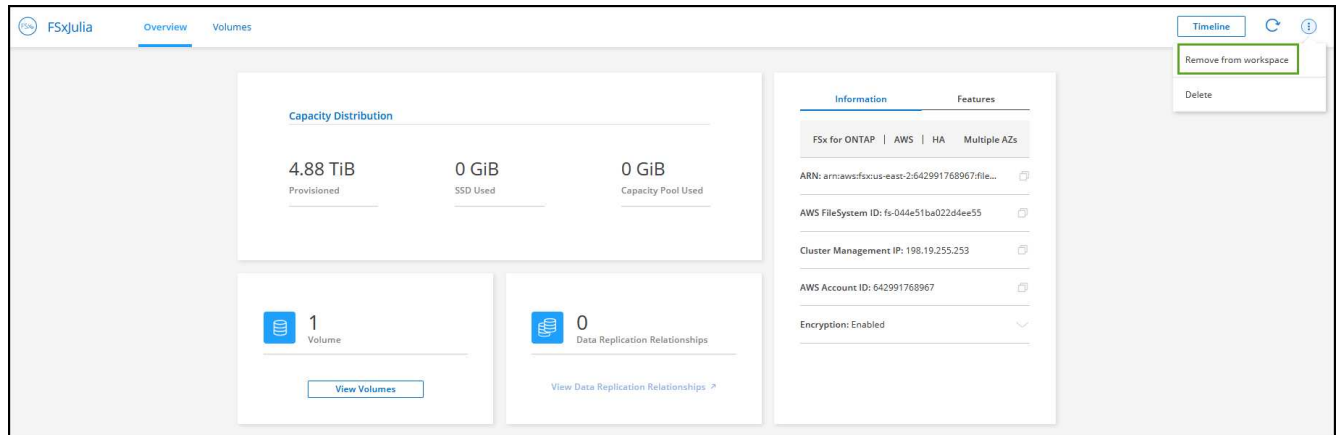 FSx FSxJulia Overview Volumes Timeline
Remove from workspace
Delete
Capacity Distribution
4.88 TiB 0 GiB 0 GiB
Provisioned SSD Used Capacity Pool Used
1
Volume
View Volumes
0
Data Replication Relationships
View Data Replication Relationships
Information Features
FSx for ONTAP | AWS | HA Multiple AZs
ARN: arn:aws:fsx:us-east-2:642991768967:file...
AWS FileSystem ID: fs-044e51ba022d4ee55
Cluster Management IP: 198.19.255.253
AWS Account ID: 642991768967
Encryption: Enabled